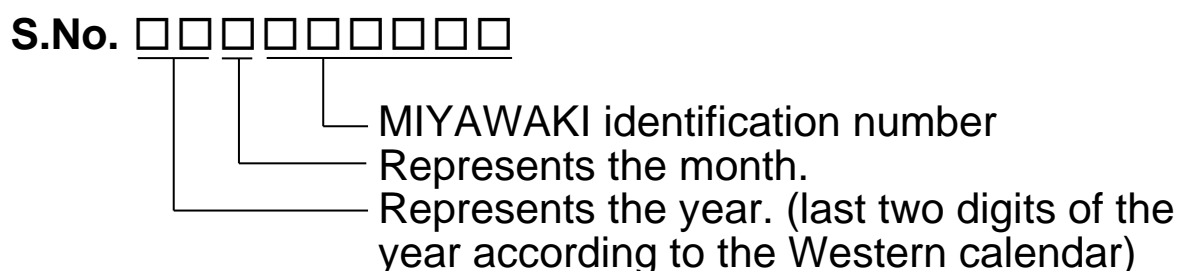 S.No. □□□□□□□□□
MIYAWAKI identification number
Represents the month.
Represents the year. (last two digits of the
year according to the Western calendar)